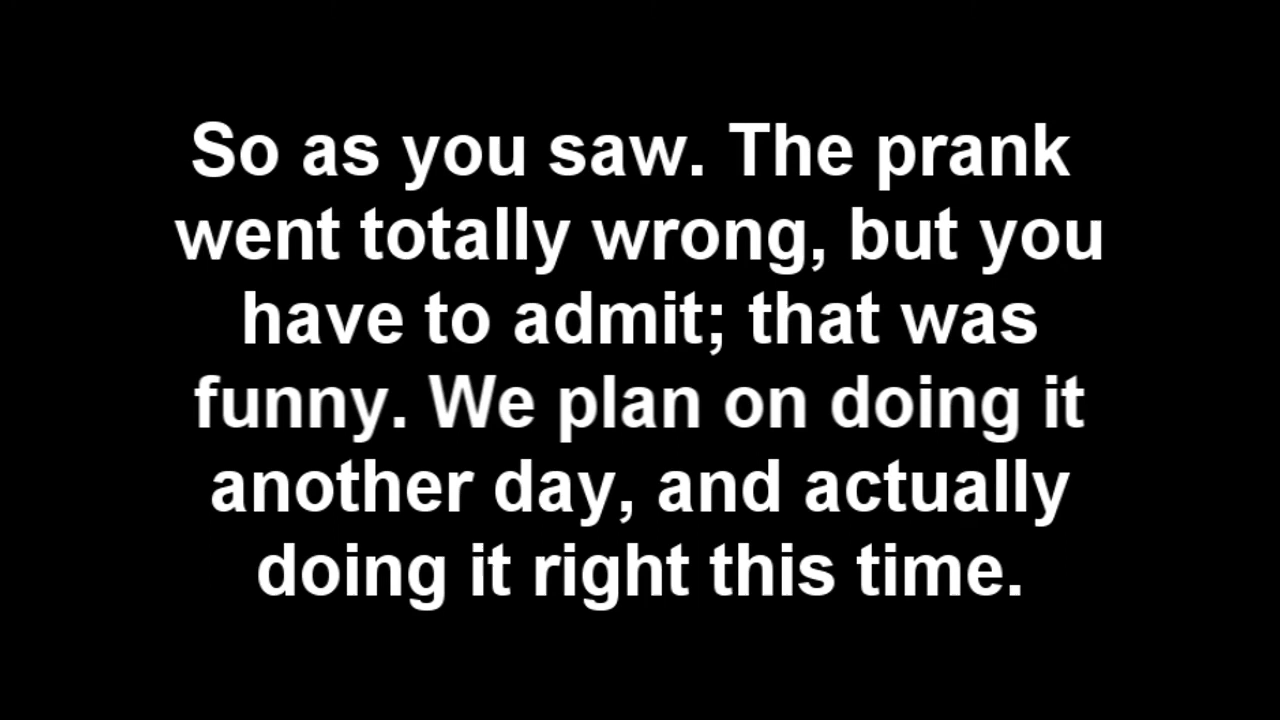 So as you saw. The prank
went totally wrong, but you
have to admit; that was
funny. We plan on doing it
another day, and actually
doing it right this time.